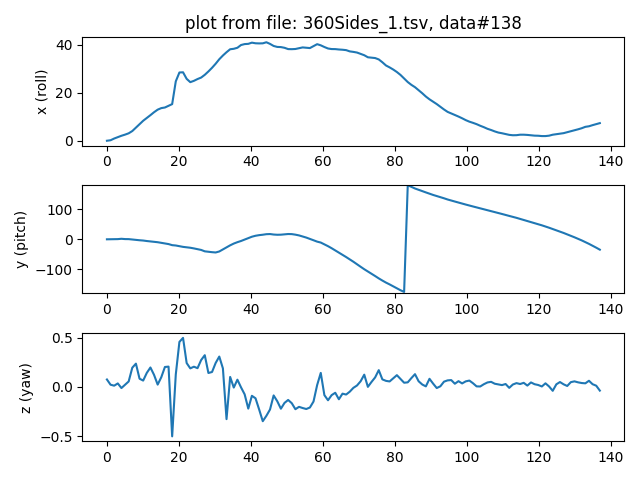 plot from file: 360Sides_1.tsv, data#138
x (roll)
40
20
0
0 20 40 60 80 100 120 140
y (pitch)
100
0
−100
0 20 40 60 80 100 120 140
z (yaw)
0.5
0.0
−0.5
0 20 40 60 80 100 120 140